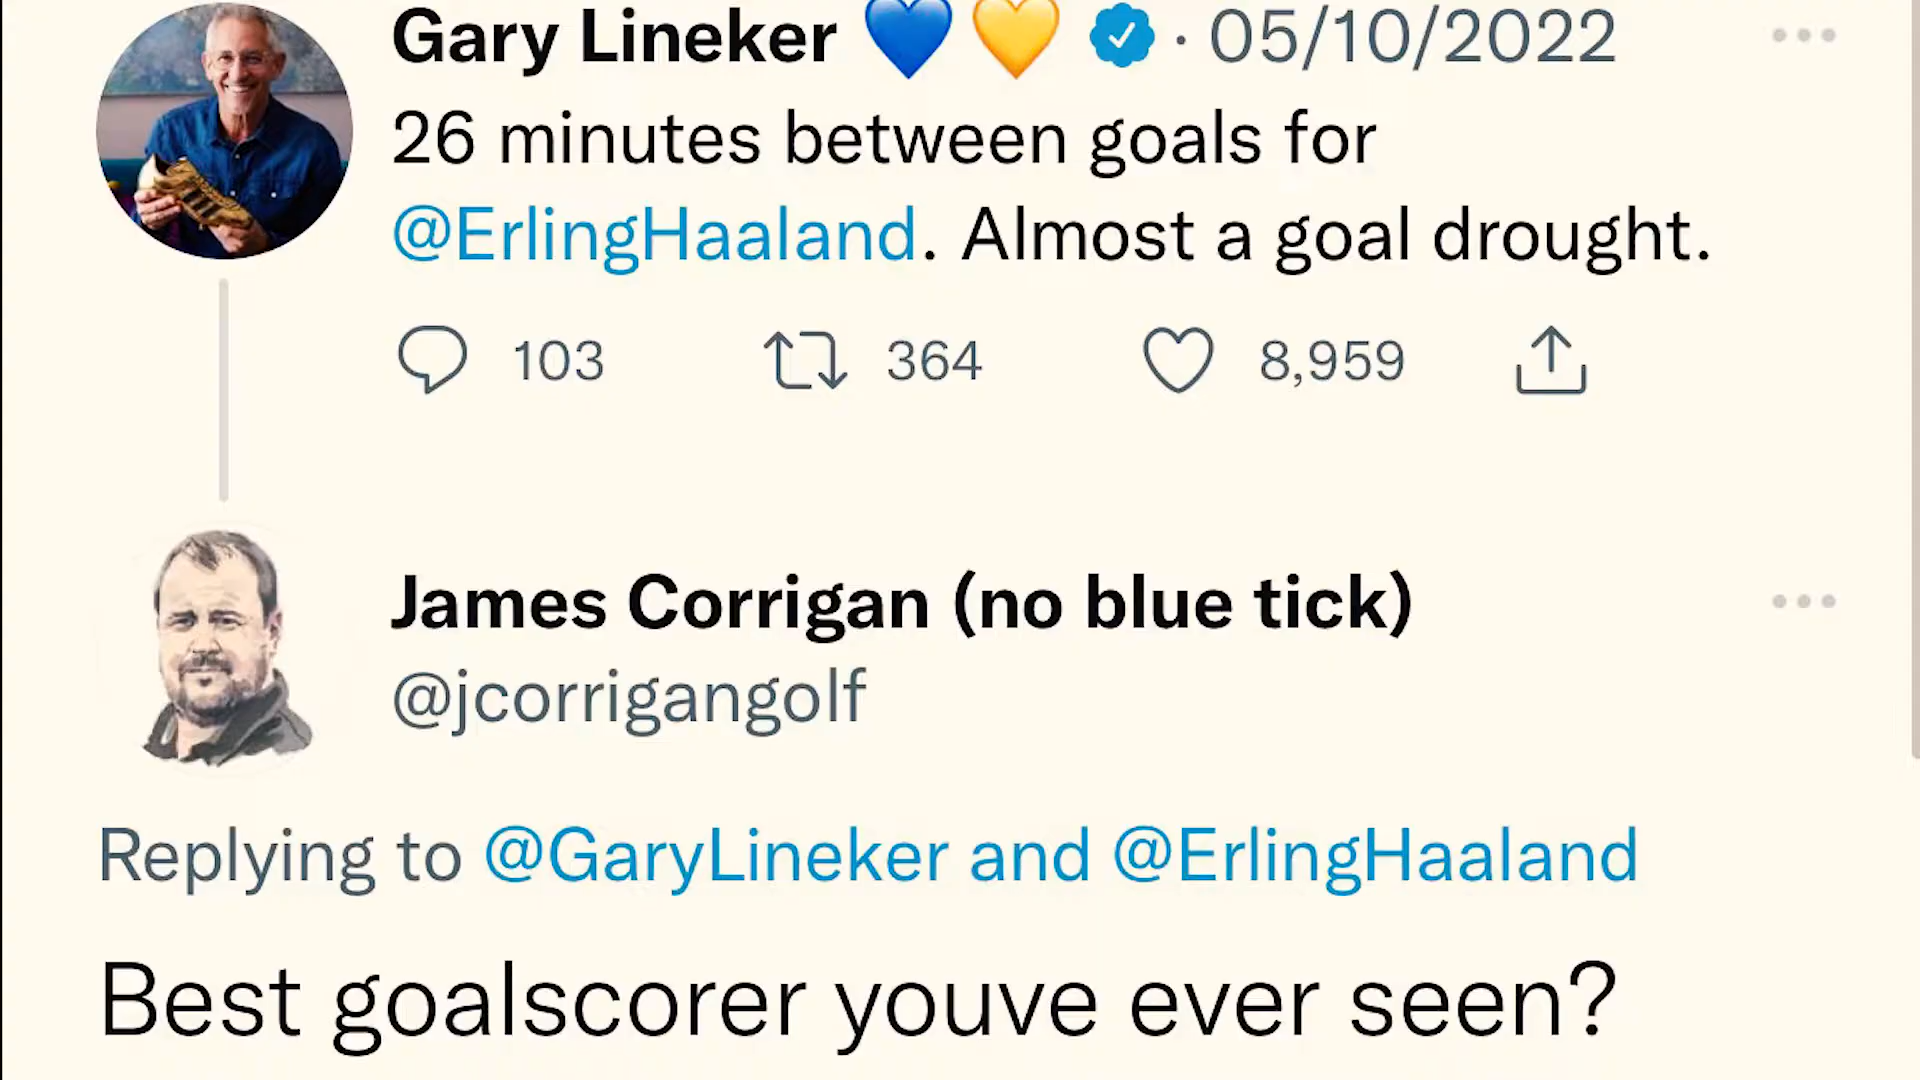 Gary Lineker 💙 💛 · 05/10/2022
26 minutes between goals for
@ErlingHaaland. Almost a goal drought.
103 364 8,959
James Corrigan (no blue tick)
@jcorrigangolf
Replying to @GaryLineker and @ErlingHaaland
Best goalscorer youve ever seen?